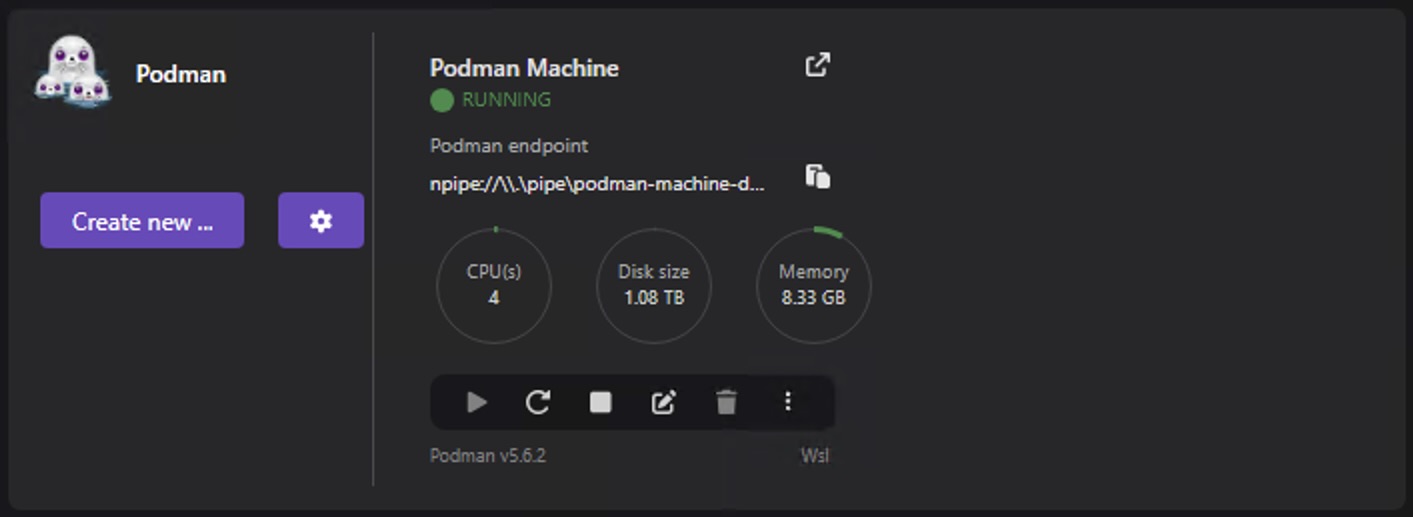 Podman
Create new ...
Podman Machine
RUNNING
Podman endpoint
npipe://\\.\pipe\podman-machine-d...
CPU(s)
4
Disk size
1.08 TB
Memory
8.33 GB
Podman v5.6.2
Wsl